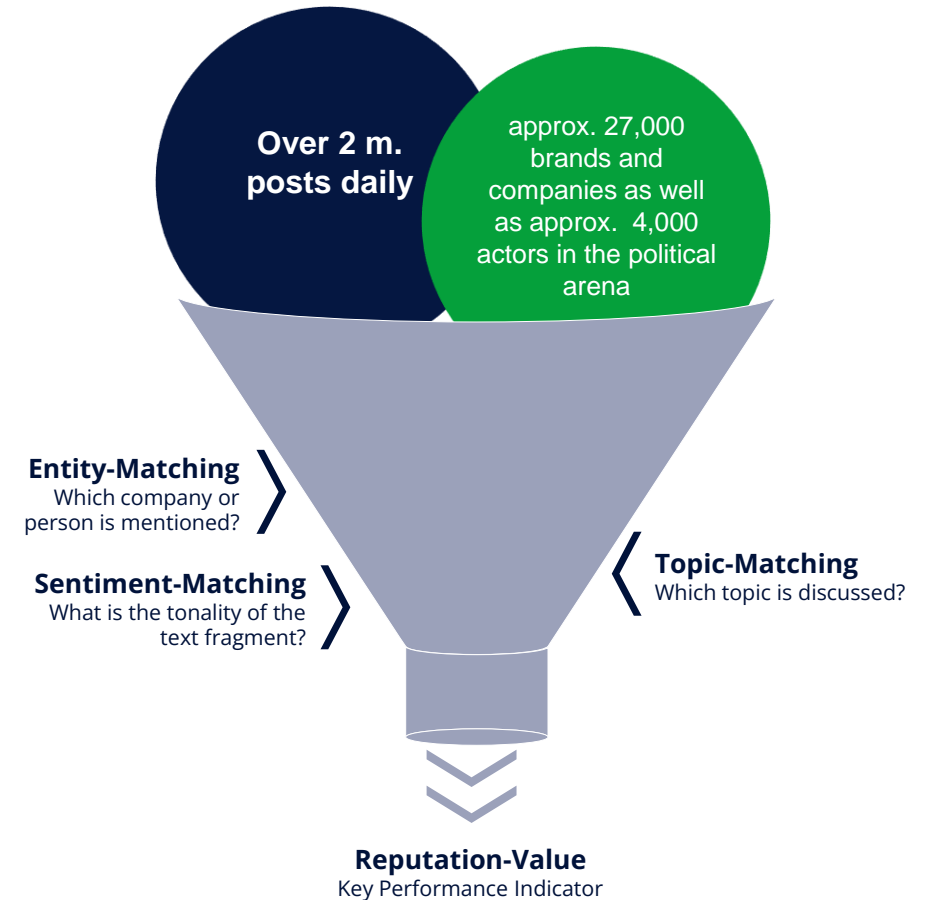 Over 2 m.
posts daily
approx. 27,000
brands and
companies as well
as approx. 4,000
actors in the political
arena
Entity-Matching
Which company or
person is mentioned?
Sentiment-Matching
What is the tonality of the
text fragment?
Topic-Matching
Which topic is discussed?
Reputation-Value
Key Performance Indicator